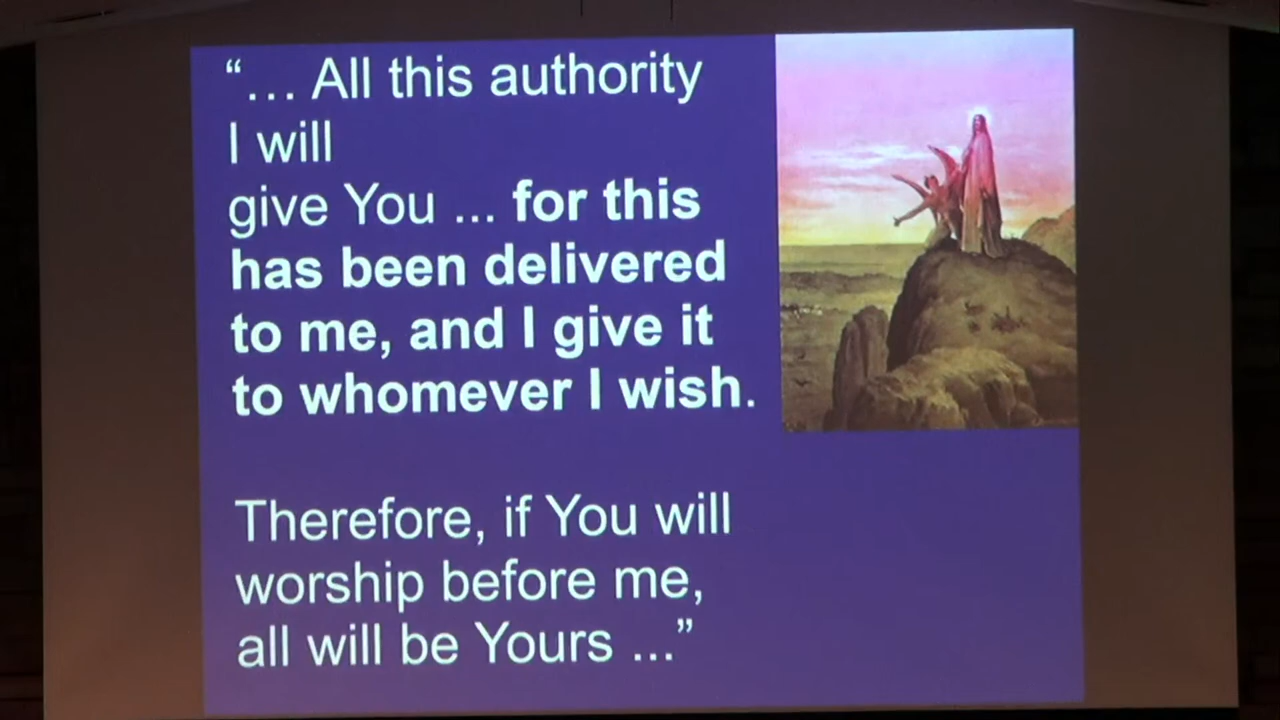 “… All this authority
I will
give You ... for this
has been delivered
to me, and I give it
to whomever I wish.
Therefore, if You will
worship before me,
all will be Yours ...”